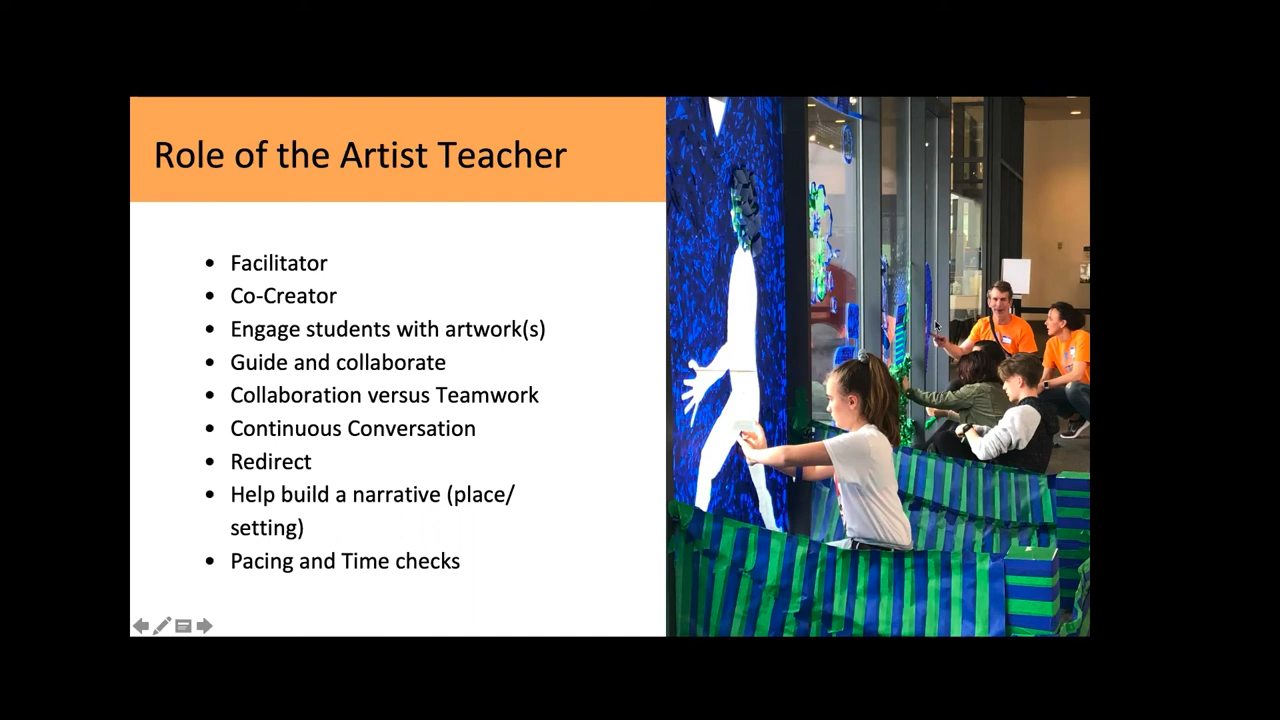 Role of the Artist Teacher
• Facilitator
• Co-Creator
• Engage students with artwork(s)
• Guide and collaborate
• Collaboration versus Teamwork
• Continuous Conversation
• Redirect
• Help build a narrative (place/
setting)
• Pacing and Time checks